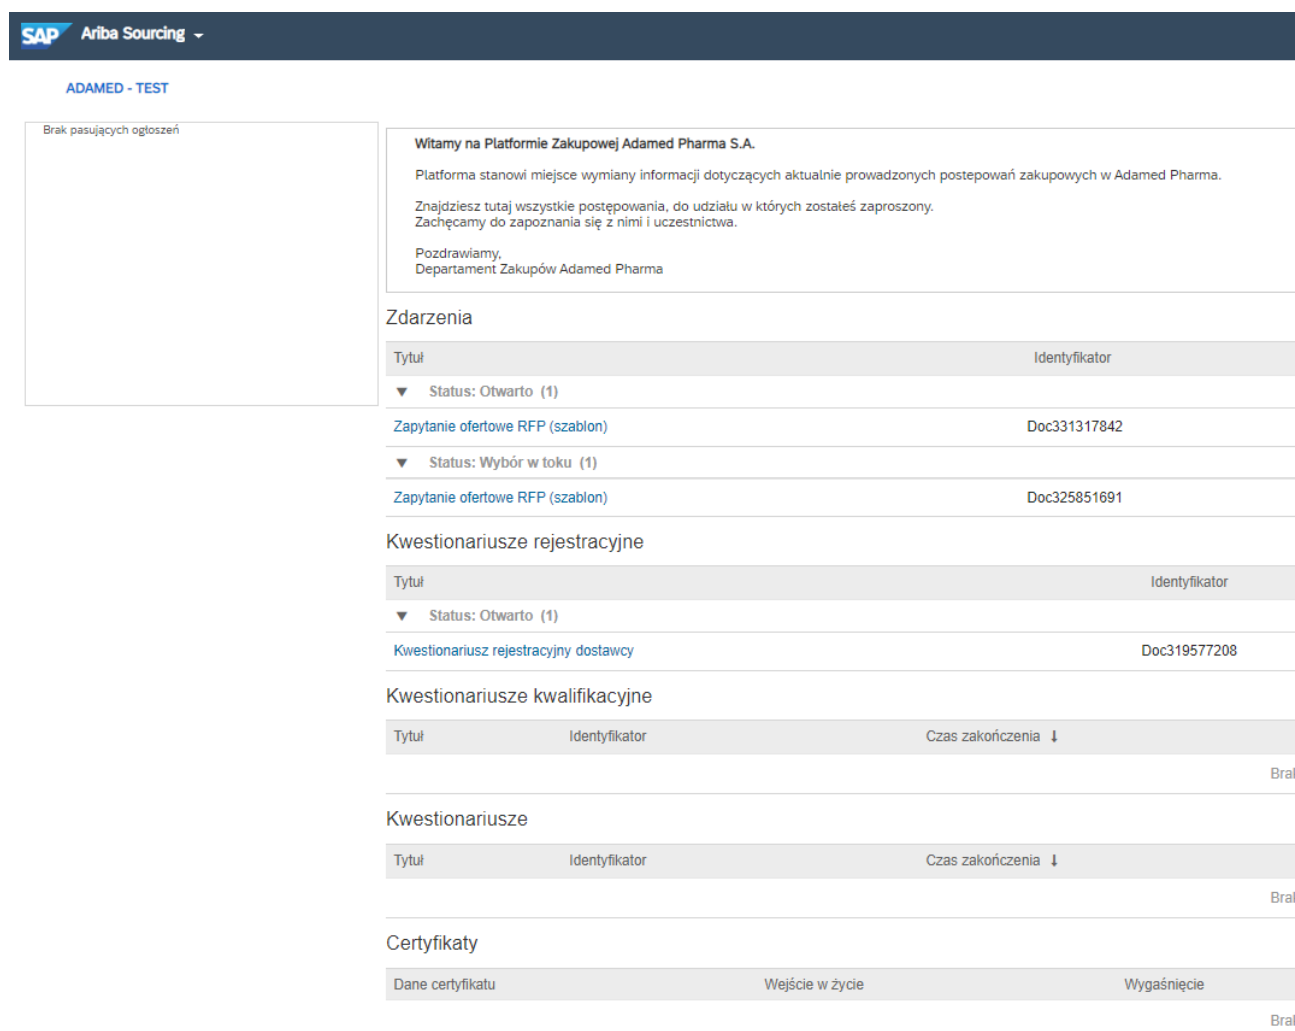 SAP Ariba Sourcing
ADAMED - TEST
Brak pasujących ogłoszeń
Witamy na Platformie Zakupowej Adamed Pharma S.A.
Platforma stanowi miejsce wymiany informacji dotyczących aktualnie prowadzonych postepowań zakupowych w Adamed Pharma.
Znajdziesz tutaj wszystkie postępowania, do udziału w których zostałeś zaproszony.
Zachęcamy do zapoznania się z nimi i uczestnictwa.
Pozdrawiamy,
Departament Zakupów Adamed Pharma
Zdarzenia
Tytuł Identyfikator
▼ Status: Otwarto (1)
Zapytanie ofertowe RFP (szablon) Doc331317842
▼ Status: Wybór w toku (1)
Zapytanie ofertowe RFP (szablon) Doc325851691
Kwestionariusze rejestracyjne
Tytuł Identyfikator
▼ Status: Otwarto (1)
Kwestionariusz rejestracyjny dostawcy Doc319577208
Kwestionariusze kwalifikacyjne
Tytuł Identyfikator Czas zakończenia ↓
Brak
Kwestionariusze
Tytuł Identyfikator Czas zakończenia ↓
Brak
Certyfikaty
Dane certyfikatu Wejście w życie Wygaśnięcie
Brak